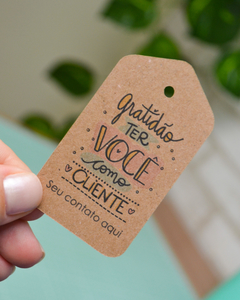 gratidão
TER
VOCÊ
como
CLIENTE
Seu contato aqui